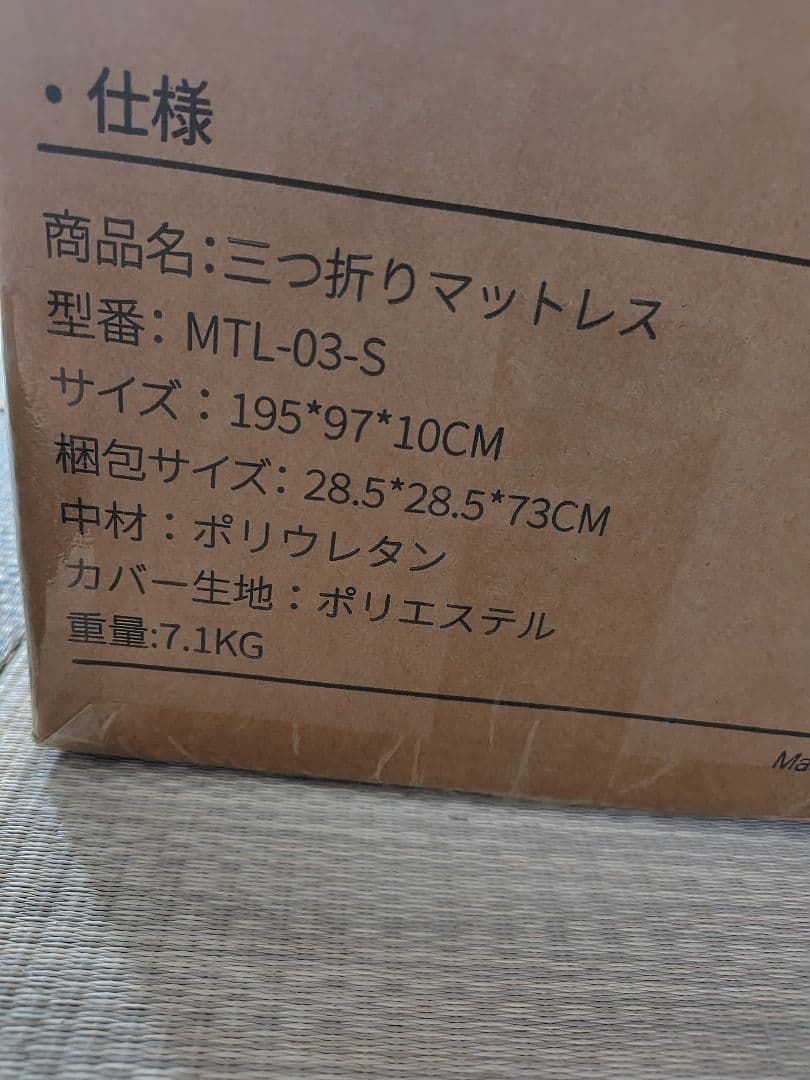 ・仕様
商品名：三つ折りマットレス
型番：MTL-03-S
サイズ：195*97*10CM
梱包サイズ：28.5*28.5*73CM
中材：ポリウレタン
カバー生地：ポリエステル
重量:7.1KG
Ma